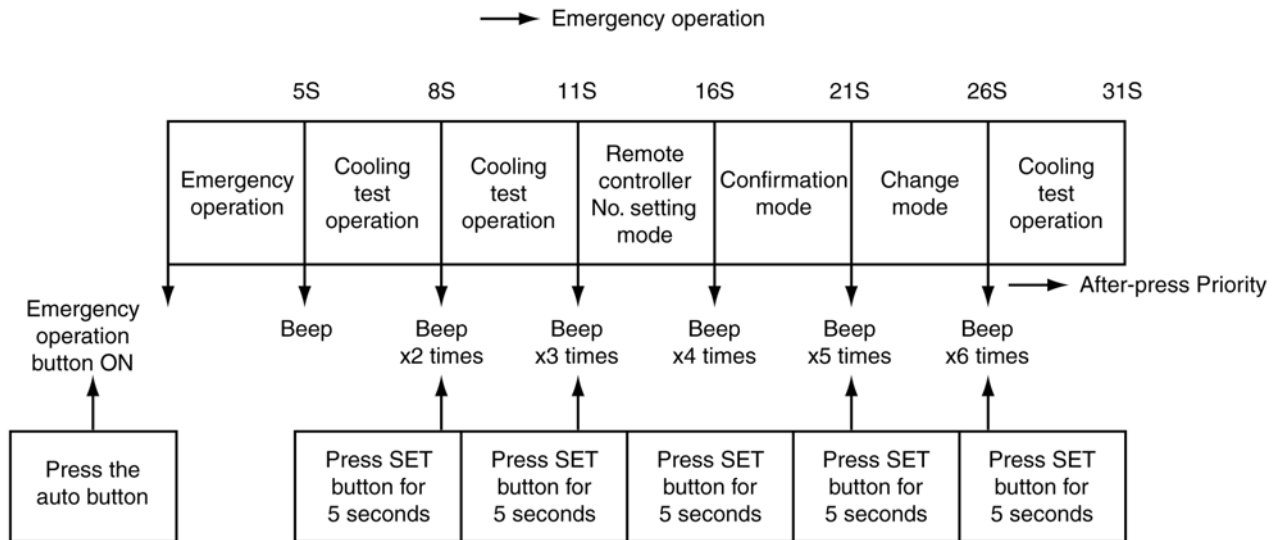 Emergency operation
5S 8S 11S 16S 21S 26S 31S
Emergency
operation
Cooling
test
operation
Cooling
test
operation
Remote
controller
No. setting
mode
Confirmation
mode
Change
mode
Cooling
test
operation
After-press Priority
Emergency
operation
button ON
Beep
Beep
x2 times
Beep
x3 times
Beep
x4 times
Beep
x5 times
Beep
x6 times
Press the
auto button
Press SET
button for
5 seconds
Press SET
button for
5 seconds
Press SET
button for
5 seconds
Press SET
button for
5 seconds
Press SET
button for
5 seconds